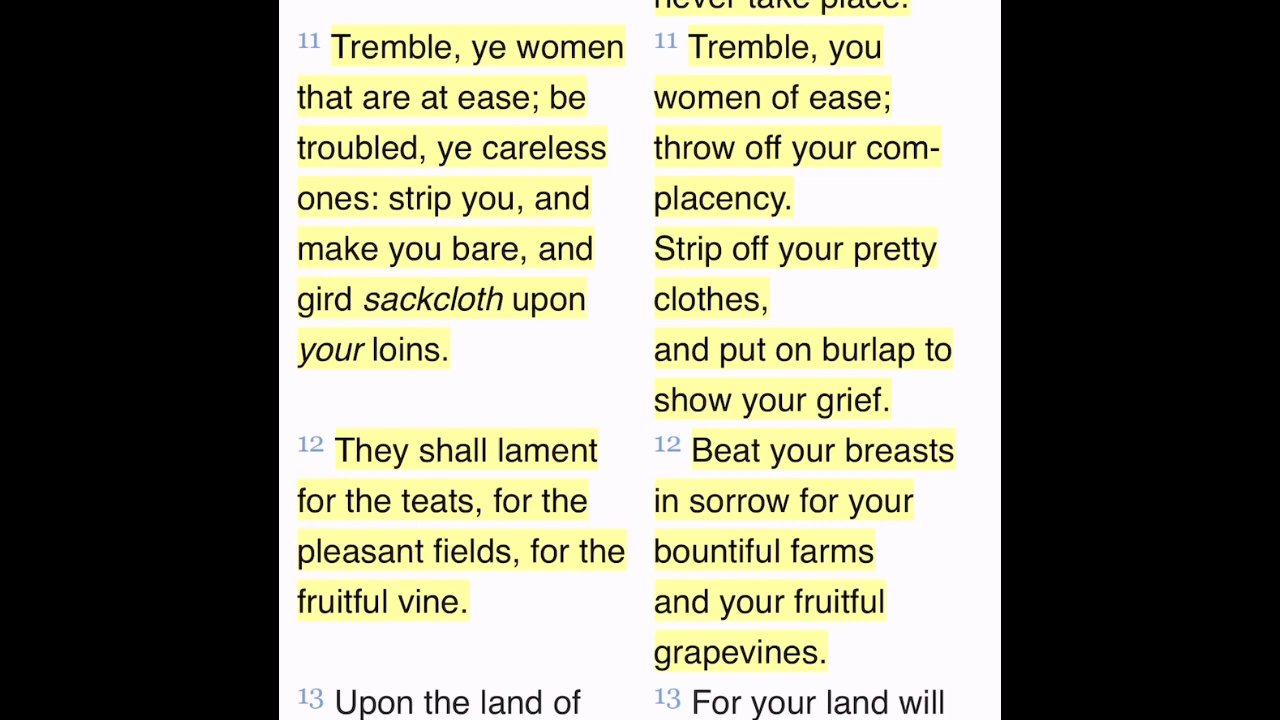 11 Tremble, ye women
that are at ease; be
troubled, ye careless
ones: strip you, and
make you bare, and
gird sackcloth upon
your loins.
12 They shall lament
for the teats, for the
pleasant fields, for the
fruitful vine.
13 Upon the land of
never take place.
11 Tremble, you
women of ease;
throw off your com-
placency.
Strip off your pretty
clothes,
and put on burlap to
show your grief.
12 Beat your breasts
in sorrow for your
bountiful farms
and your fruitful
grapevines.
13 For your land will